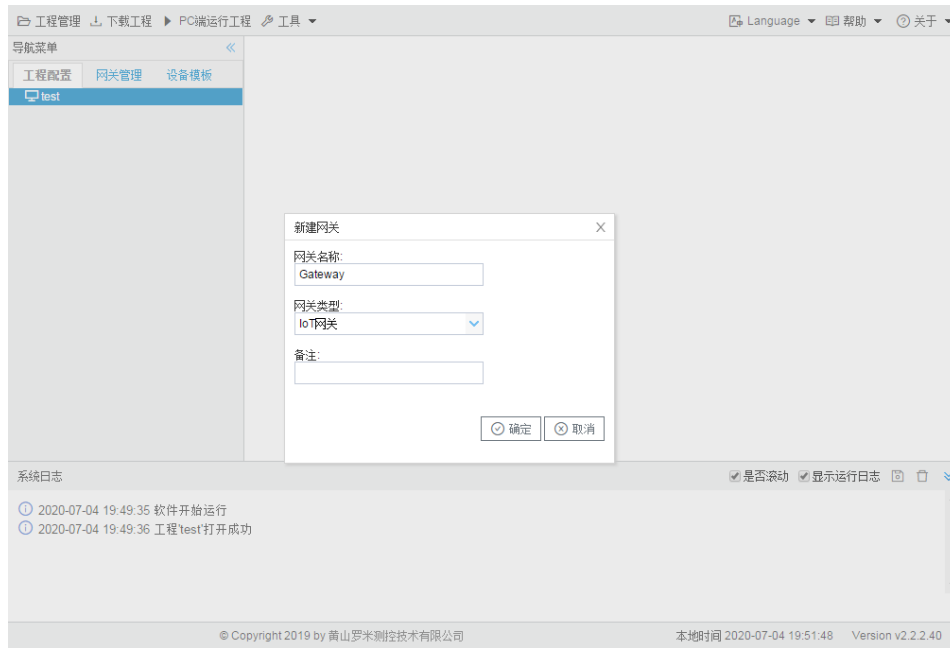 工程管理 下载工程 PC端运行工程 工具 Language 帮助 关于
导航菜单
工程配置 网关管理 设备模板
test
新建网关
网关名称:
Gateway
网关类型:
IoT网关
备注:
确定 取消
系统日志 是否滚动 显示运行日志
2020-07-04 19:49:35 软件开始运行
2020-07-04 19:49:36 工程'test'打开成功
© Copyright 2019 by 黄山罗米测控技术有限公司 本地时间 2020-07-04 19:51:48 Version v2.2.2.40